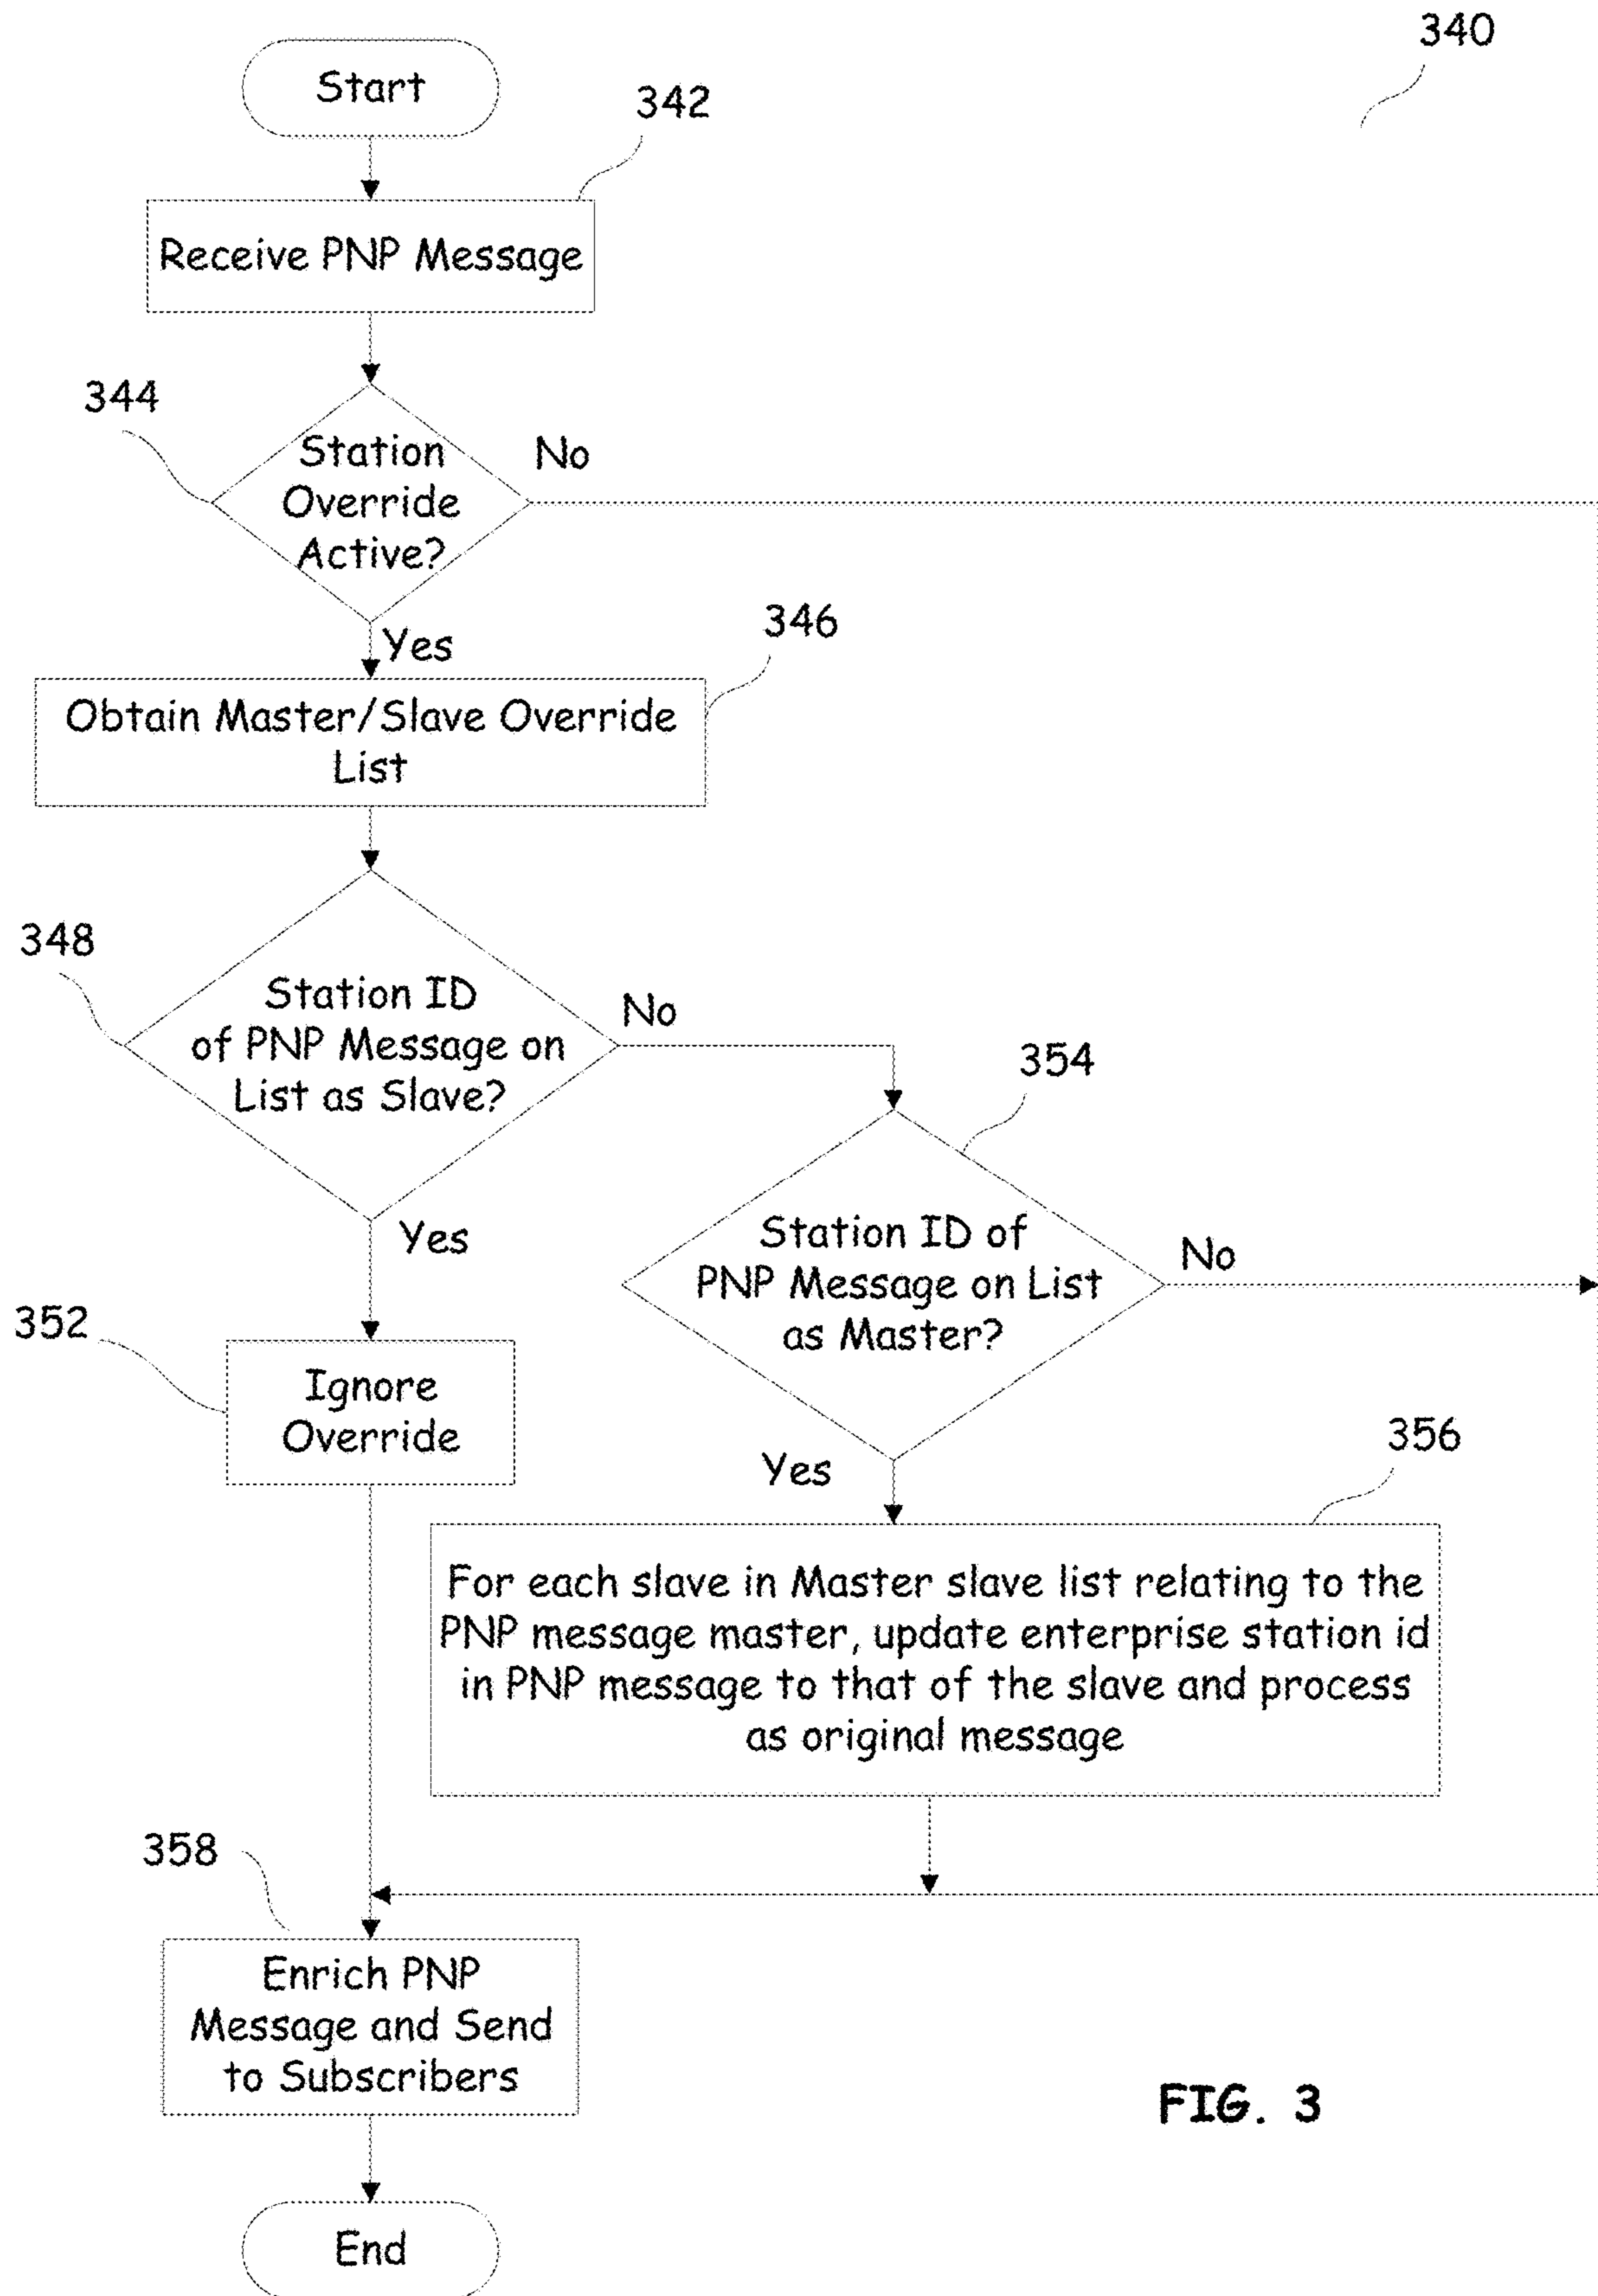 340
Start
342
Receive PNP Message
344
Station
Override
Active?
No
Yes
346
Obtain Master/Slave Override
List
348
Station ID
of PNP Message on
List as Slave?
No
354
Station ID of
PNP Message on List
as Master?
No
Yes
352
Ignore
Override
Yes
356
For each slave in Master slave list relating to the
PNP message master, update enterprise station id
in PNP message to that of the slave and process
as original message
358
Enrich PNP
Message and Send
to Subscribers
FIG. 3
End